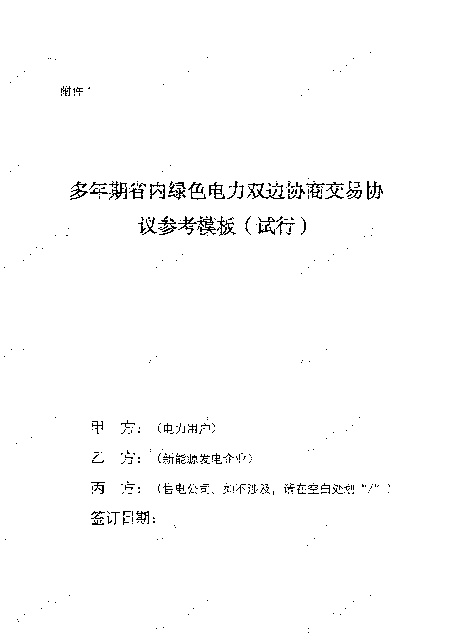 附件1
多年期省内绿色电力双边协商交易协
议参考模板（试行）
甲　方：（电力用户）
乙　方：（新能源发电企业）
丙　方：（售电公司，如不涉及，请在空白处划“/”）
签订日期：